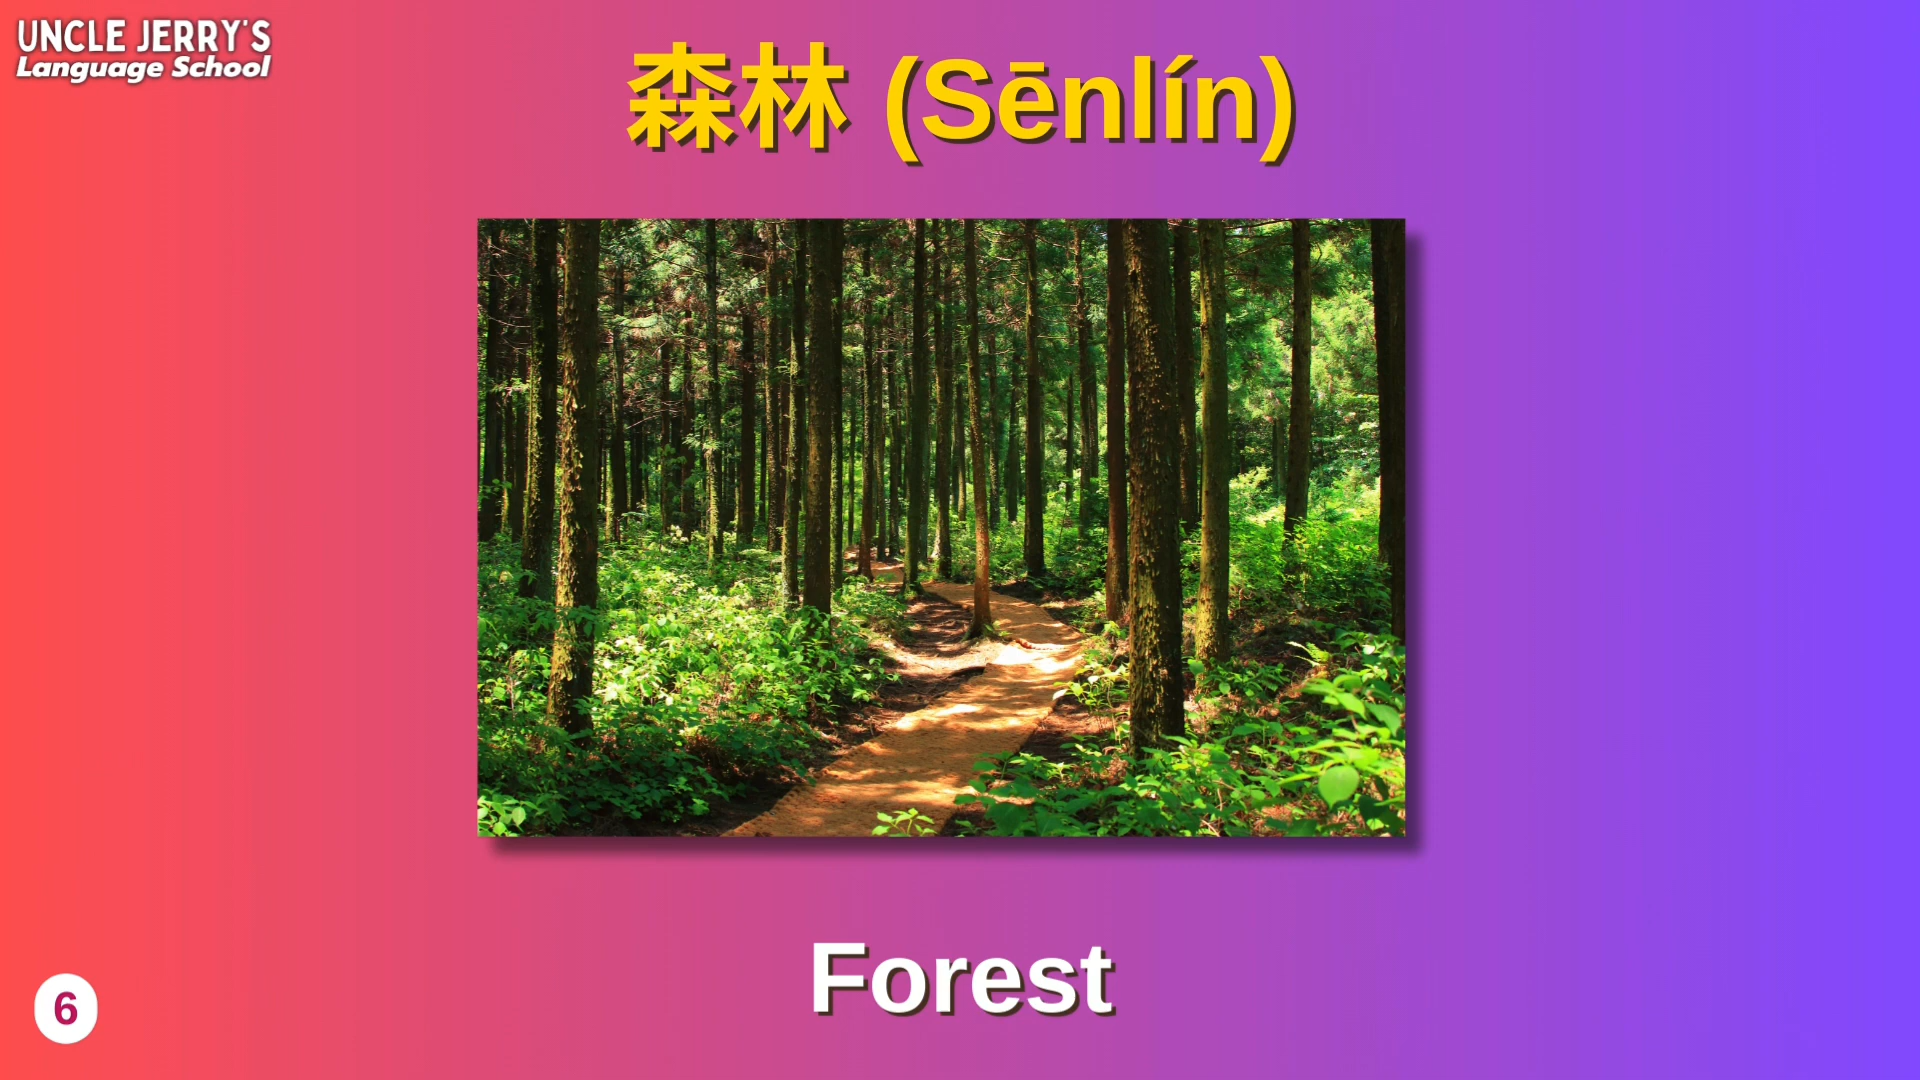 UNCLE JERRY'S
Language School
森林 (Sēnlín)
Forest
6